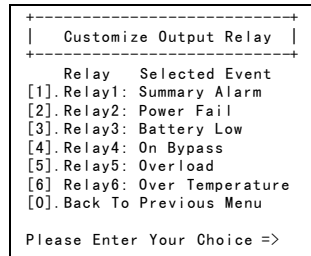 +----------------------------+
|   Customize Output Relay  |
+----------------------------+
    Relay   Selected Event
[1].Relay1: Summary Alarm
[2].Relay2: Power Fail
[3].Relay3: Battery Low
[4].Relay4: On Bypass
[5].Relay5: Overload
[6] Relay6: Over Temperature
[0].Back To Previous Menu
Please Enter Your Choice =>